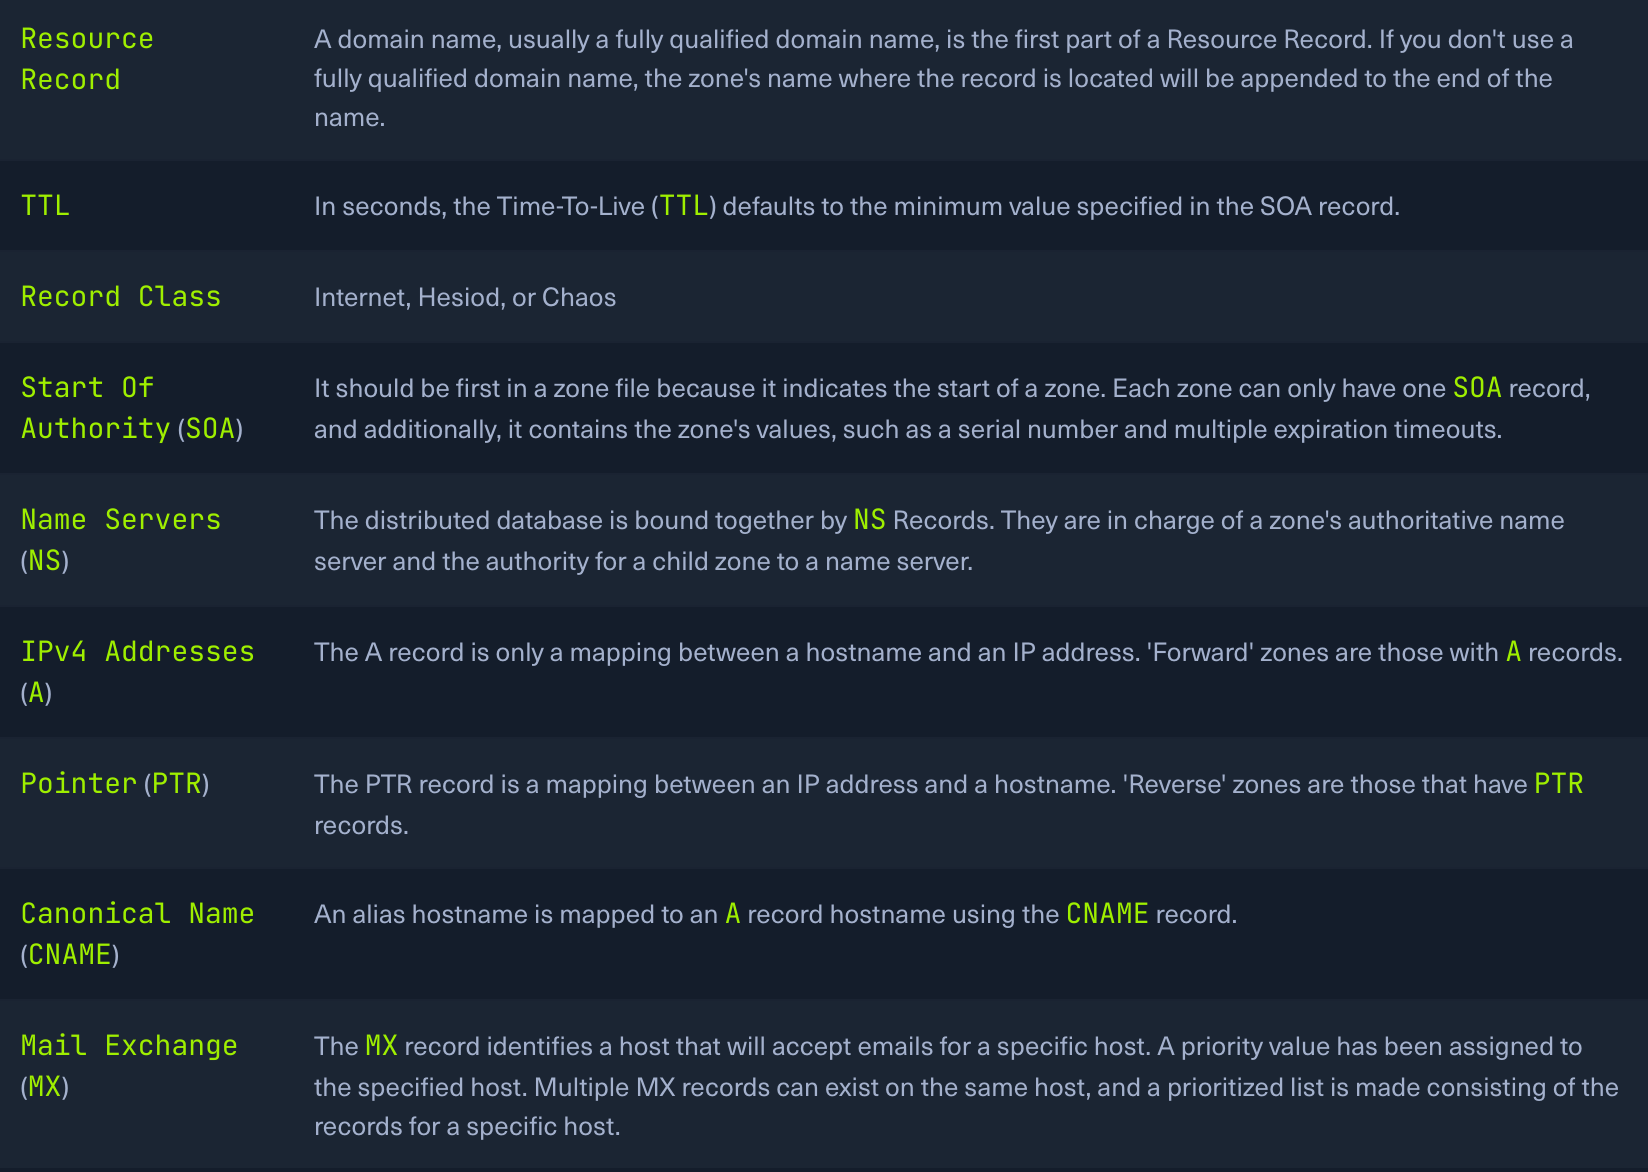 Resource
Record
A domain name, usually a fully qualified domain name, is the first part of a Resource Record. If you don't use a
fully qualified domain name, the zone's name where the record is located will be appended to the end of the
name.
TTL
In seconds, the Time-To-Live (TTL) defaults to the minimum value specified in the SOA record.
Record Class
Internet, Hesiod, or Chaos
Start Of
Authority (SOA)
It should be first in a zone file because it indicates the start of a zone. Each zone can only have one SOA record,
and additionally, it contains the zone's values, such as a serial number and multiple expiration timeouts.
Name Servers
(NS)
The distributed database is bound together by NS Records. They are in charge of a zone's authoritative name
server and the authority for a child zone to a name server.
IPv4 Addresses
(A)
The A record is only a mapping between a hostname and an IP address. 'Forward' zones are those with A records.
Pointer (PTR)
The PTR record is a mapping between an IP address and a hostname. 'Reverse' zones are those that have PTR
records.
Canonical Name
(CNAME)
An alias hostname is mapped to an A record hostname using the CNAME record.
Mail Exchange
(MX)
The MX record identifies a host that will accept emails for a specific host. A priority value has been assigned to
the specified host. Multiple MX records can exist on the same host, and a prioritized list is made consisting of the
records for a specific host.